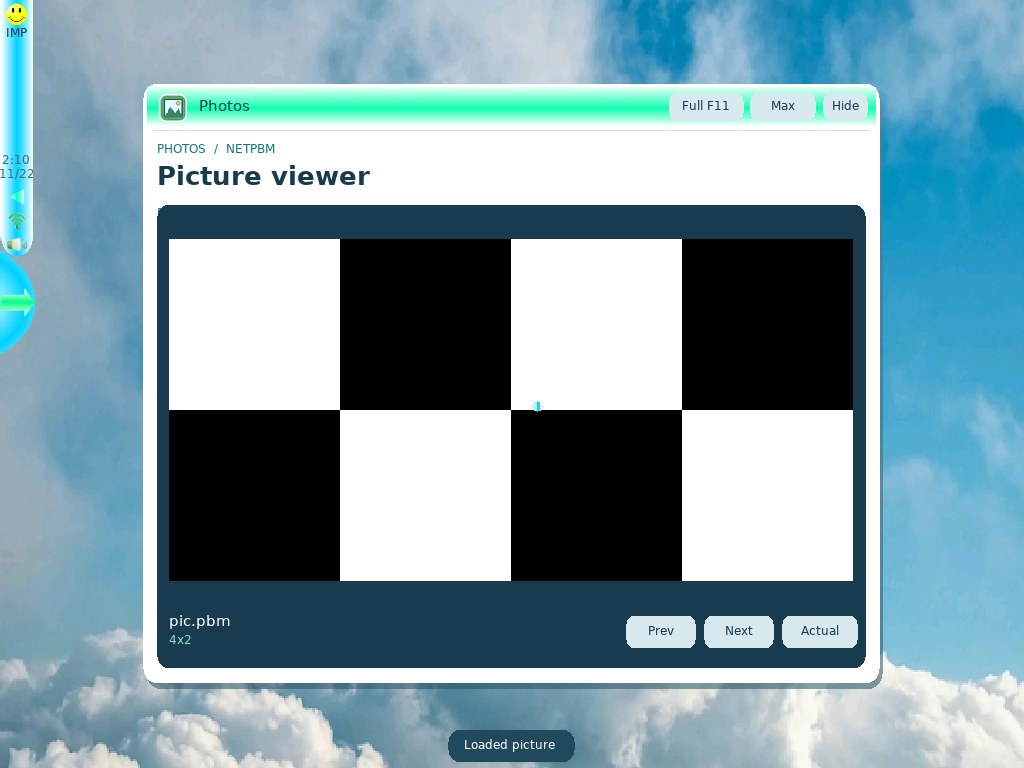 IMP
2:10
11/22
Photos
Full F11
Max
Hide
PHOTOS / NETPBM
Picture viewer
pic.pbm
4x2
Prev
Next
Actual
Loaded picture